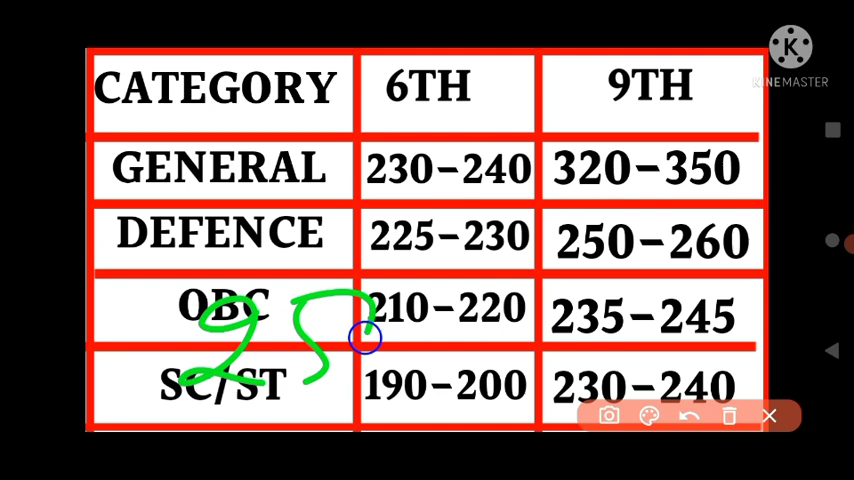 CATEGORY 6TH 9TH
GENERAL 230-240 320-350
DEFENCE 225-230 250-260
OBC 210-220 235-245
SC/ST 190-200 230-240
25
K
KINEMASTER